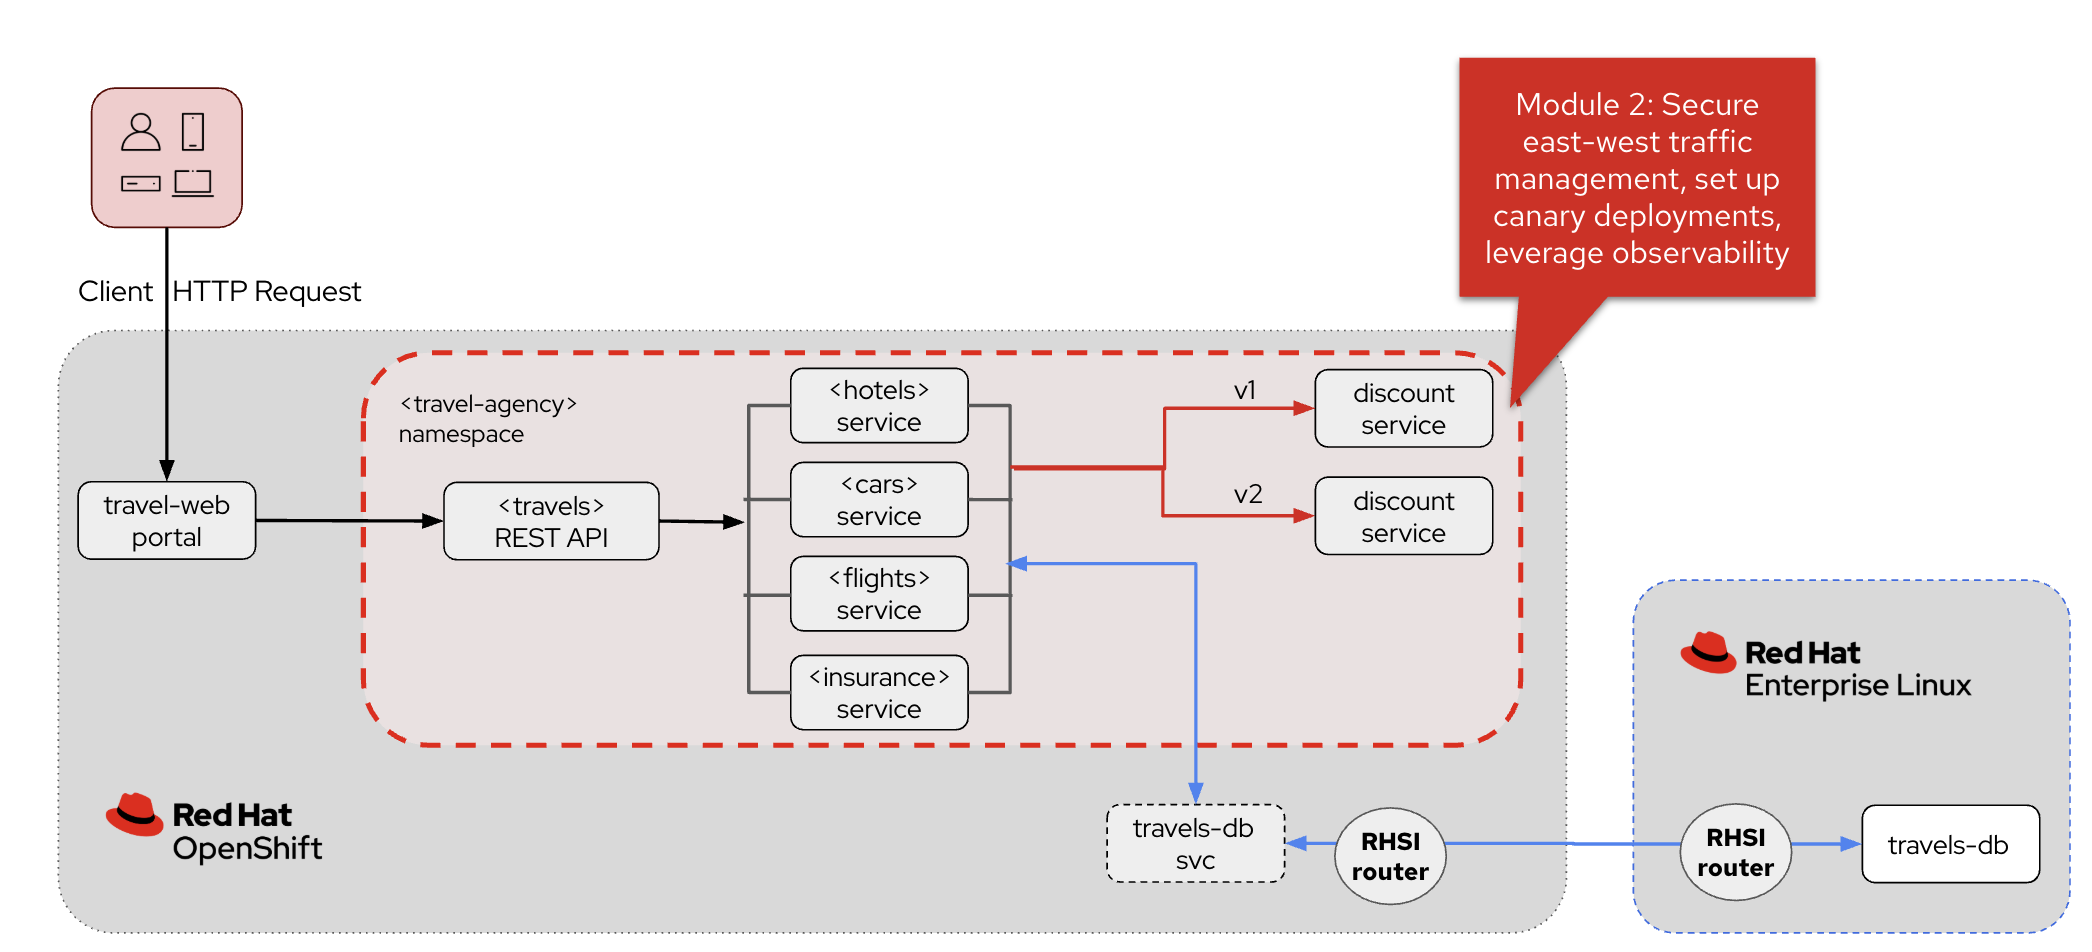 Module 2: Secure
east-west traffic
management, set up
canary deployments,
leverage observability
Client HTTP Request
<travel-agency>
namespace
travel-web
portal
<travels>
REST API
<hotels>
service
<cars>
service
<flights>
service
<insurance>
service
v1
discount
service
v2
discount
service
Red Hat
Enterprise Linux
Red Hat
OpenShift
travels-db
svc
RHSI
router
RHSI
router
travels-db